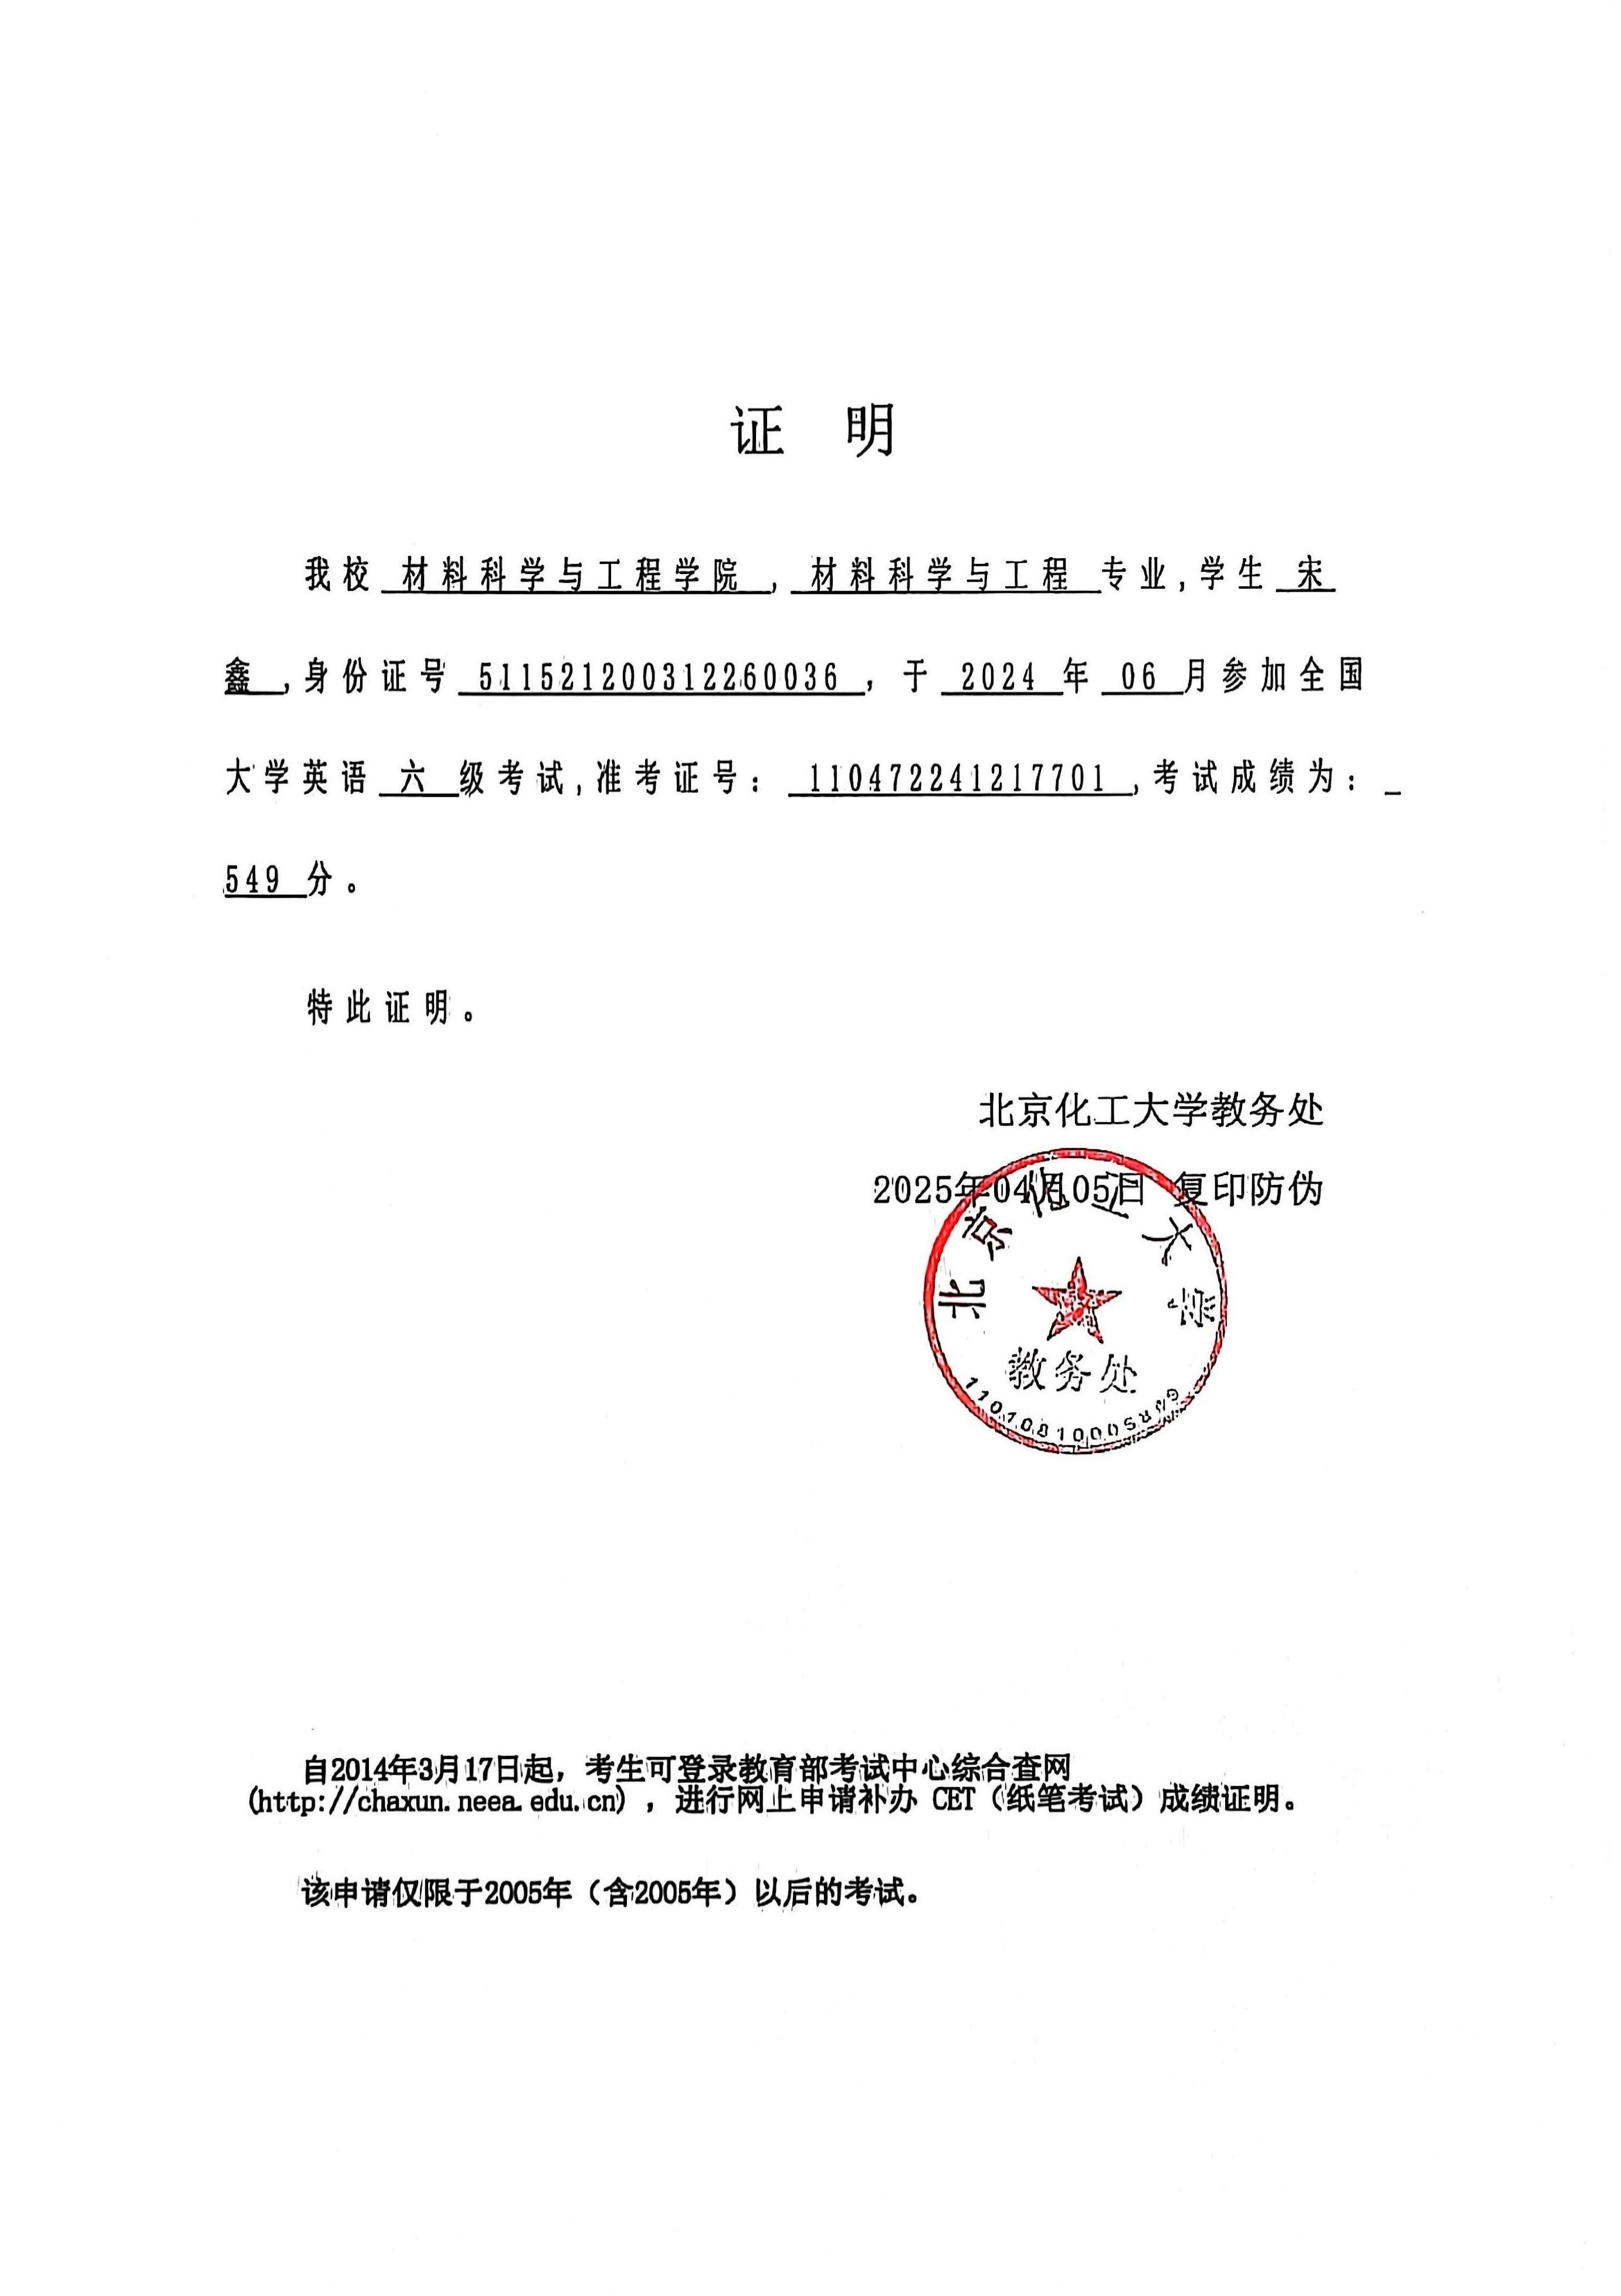 证 明
我校 材料科学与工程学院 , 材料科学与工程 专业,学生 宋
鑫 ,身份证号 511521200312260036 ，于 2024 年 06 月参加全国
大学英语 六 级考试,准考证号： 110472241217701 ,考试成绩为：
549 分。
特此证明。
北京化工大学教务处
2025年04月05日 复印防伪
北京化工大学
教务处
自2014年3月17日起，考生可登录教育部考试中心综合查网
(http://chaxun.neea.edu.cn)，进行网上申请补办 CET（纸笔考试）成绩证明。
该申请仅限于2005年（含2005年）以后的考试。